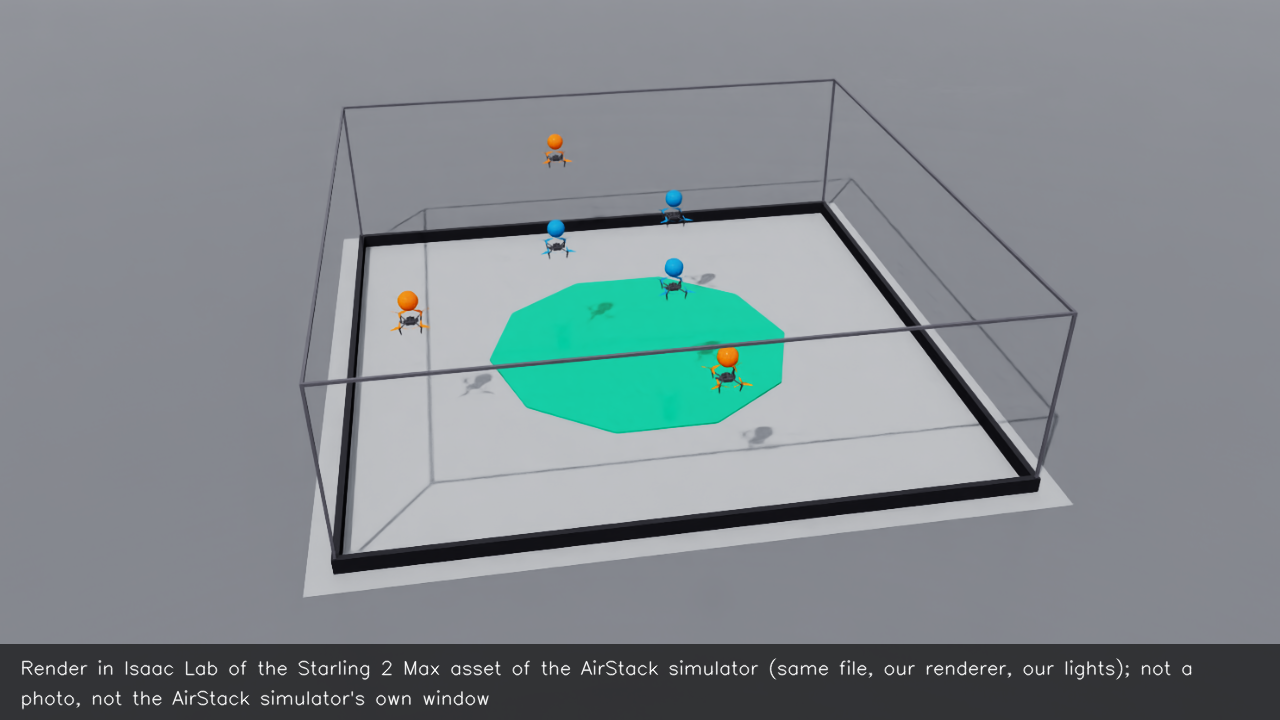 Render in Isaac Lab of the Starling 2 Max asset of the AirStack simulator (same file, our renderer, our lights); not a
photo, not the AirStack simulator's own window